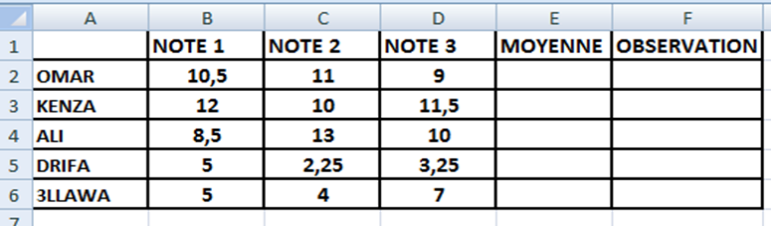 A B C D E F
1 NOTE 1 NOTE 2 NOTE 3 MOYENNE OBSERVATION
2 OMAR 10,5 11 9
3 KENZA 12 10 11,5
4 ALI 8,5 13 10
5 DRIFA 5 2,25 3,25
6 3LLAWA 5 4 7
7